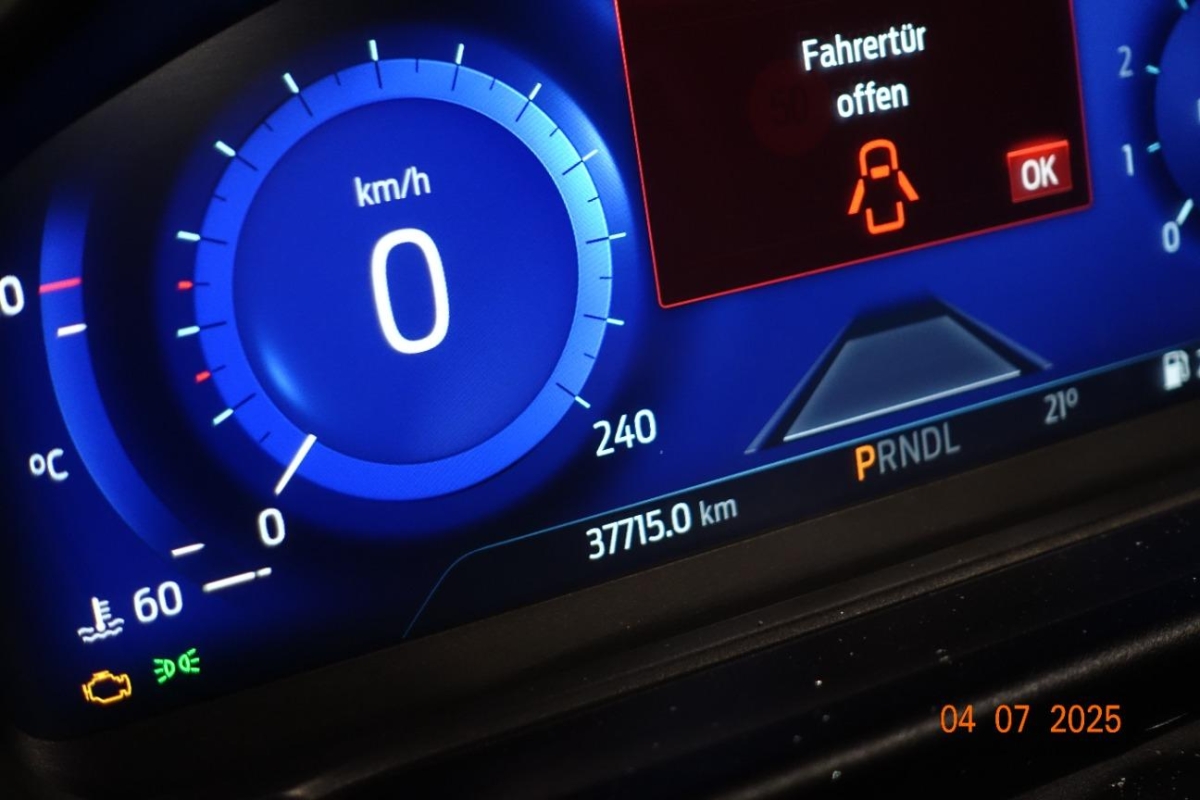 Fahrertür
offen
OK
km/h
0
2
1
0
0
°C
240
0
60
37715.0 km
PRNDL
21°
04 07 2025